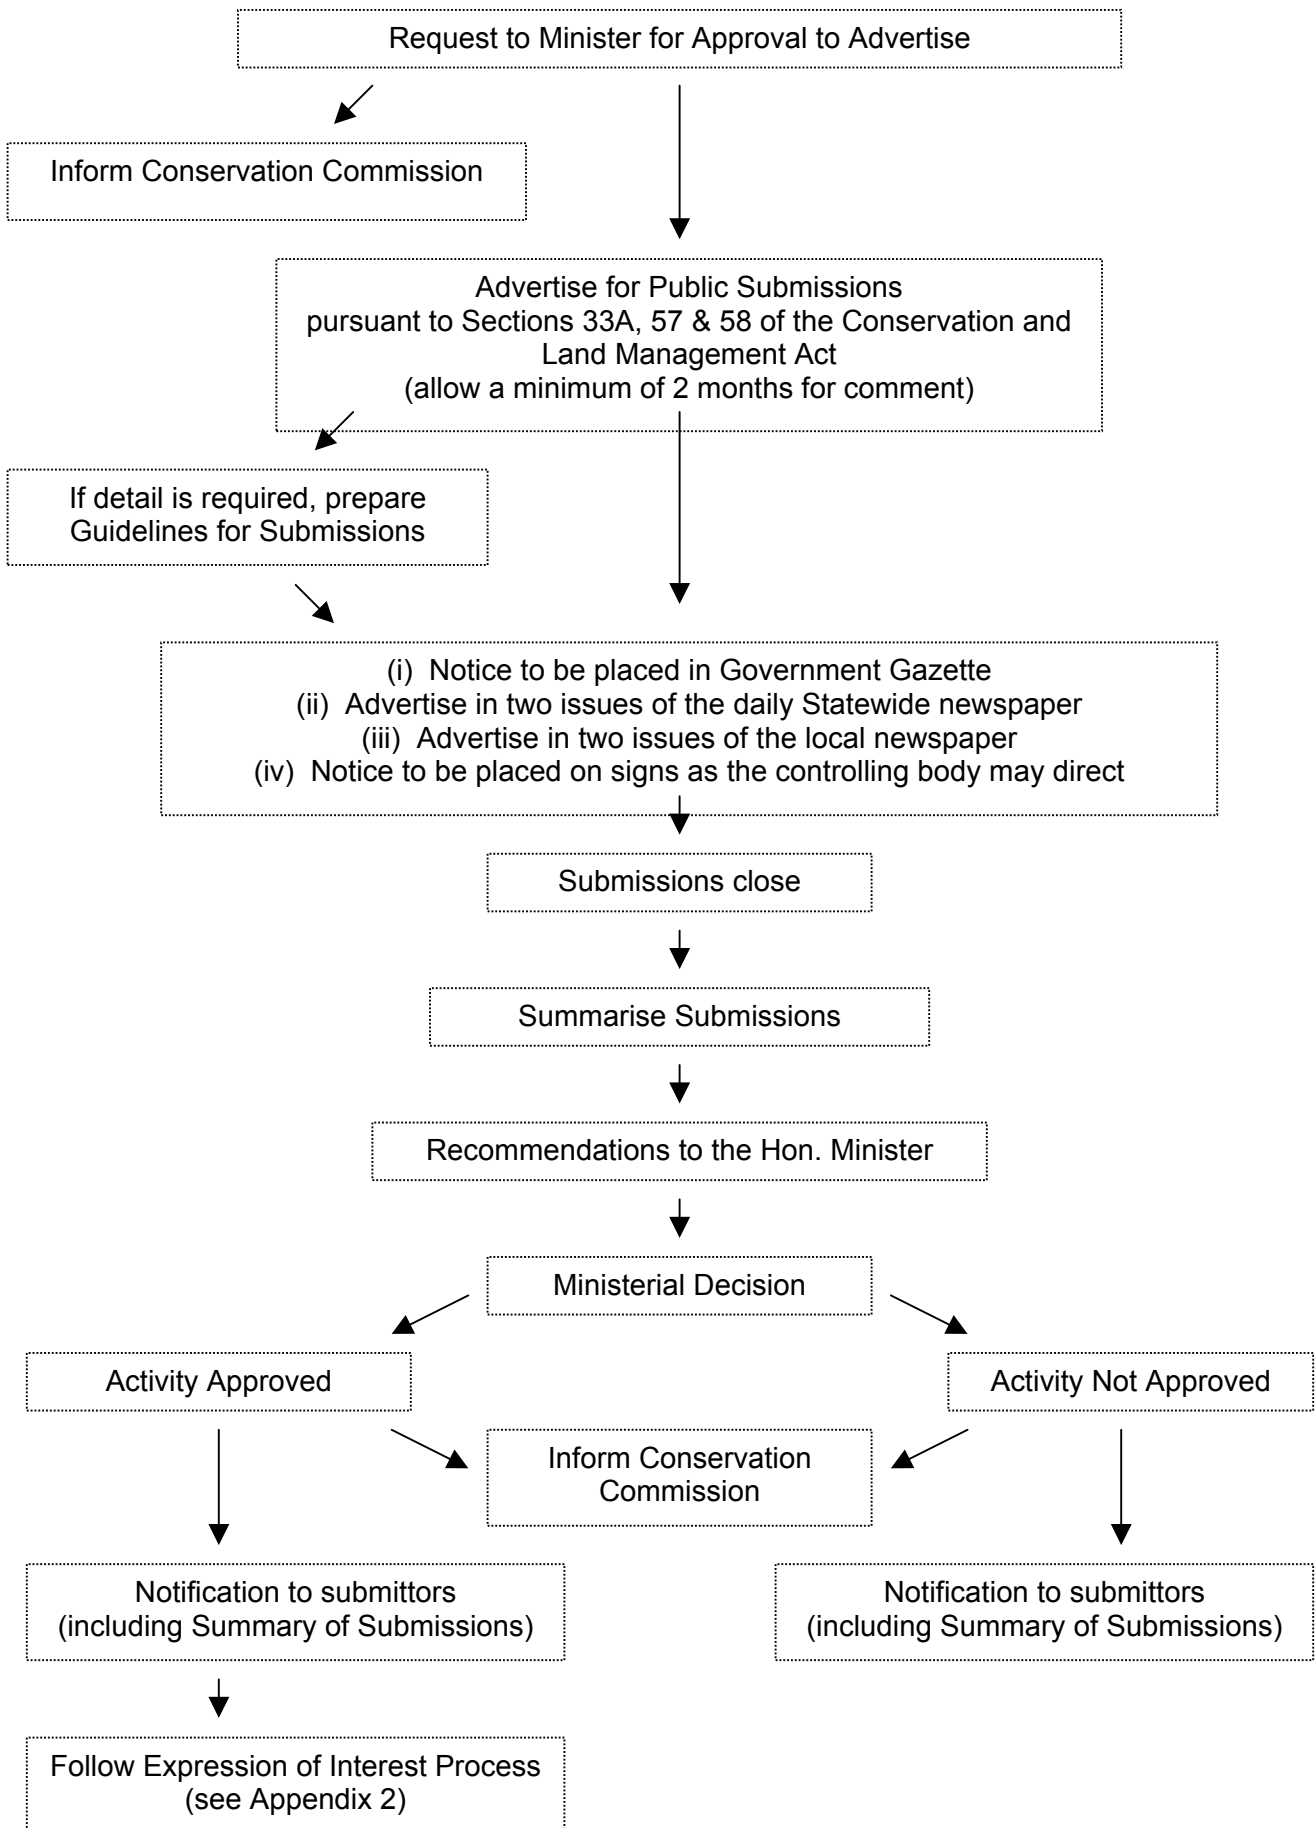 Request to Minister for Approval to Advertise
Inform Conservation Commission
Advertise for Public Submissions
pursuant to Sections 33A, 57 & 58 of the Conservation and
Land Management Act
(allow a minimum of 2 months for comment)
If detail is required, prepare
Guidelines for Submissions
(i) Notice to be placed in Government Gazette
(ii) Advertise in two issues of the daily Statewide newspaper
(iii) Advertise in two issues of the local newspaper
(iv) Notice to be placed on signs as the controlling body may direct
Submissions close
Summarise Submissions
Recommendations to the Hon. Minister
Ministerial Decision
Activity Approved
Activity Not Approved
Inform Conservation
Commission
Notification to submittors
(including Summary of Submissions)
Notification to submittors
(including Summary of Submissions)
Follow Expression of Interest Process
(see Appendix 2)